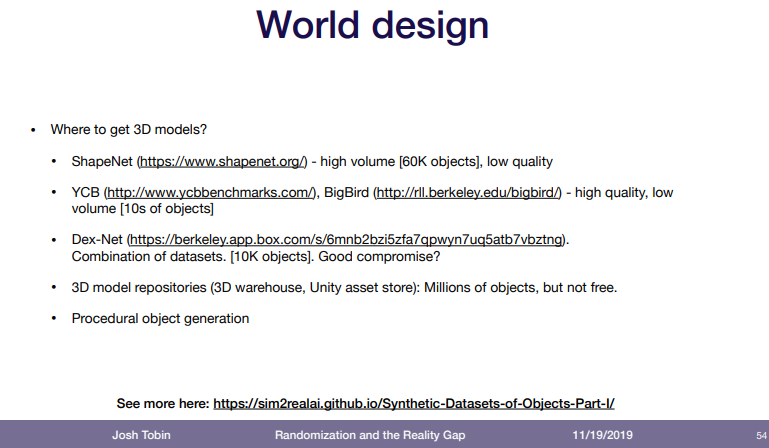 World design
• Where to get 3D models?
• ShapeNet (https://www.shapenet.org/) - high volume [60K objects], low quality
• YCB (http://www.ycbbenchmarks.com/), BigBird (http://rll.berkeley.edu/bigbird/) - high quality, low
volume [10s of objects]
• Dex-Net (https://berkeley.app.box.com/s/6mnb2bzi5zfa7qpwyn7uq5atb7vbztng).
Combination of datasets. [10K objects]. Good compromise?
• 3D model repositories (3D warehouse, Unity asset store): Millions of objects, but not free.
• Procedural object generation
See more here: https://sim2realai.github.io/Synthetic-Datasets-of-Objects-Part-I/
Josh Tobin Randomization and the Reality Gap 11/19/2019 54